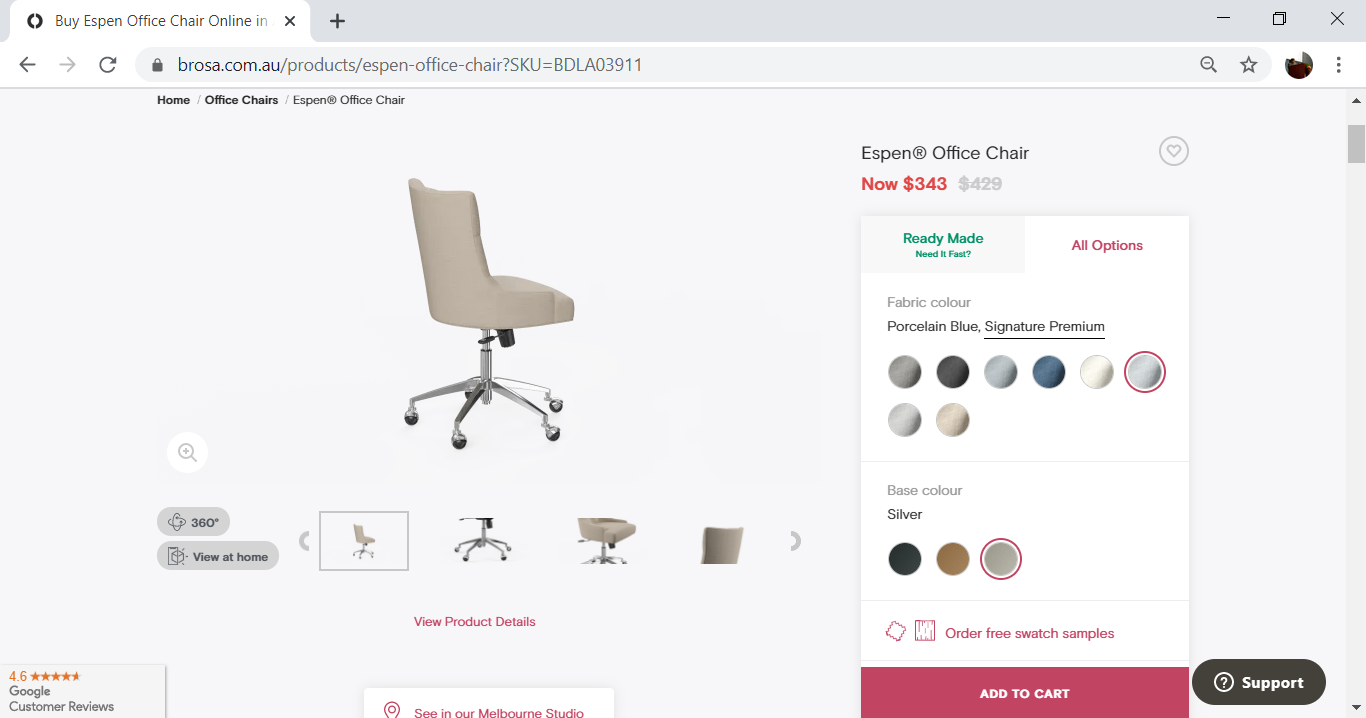 Buy Espen Office Chair Online in
brosa.com.au/products/espen-office-chair?SKU=BDLA03911
Home / Office Chairs / Espen® Office Chair
Espen® Office Chair
Now $343 $429
Ready Made
Need It Fast?
All Options
Fabric colour
Porcelain Blue, Signature Premium
Base colour
Silver
Order free swatch samples
ADD TO CART
360°
View at home
View Product Details
See in our Melbourne Studio
4.6
Google
Customer Reviews
? Support